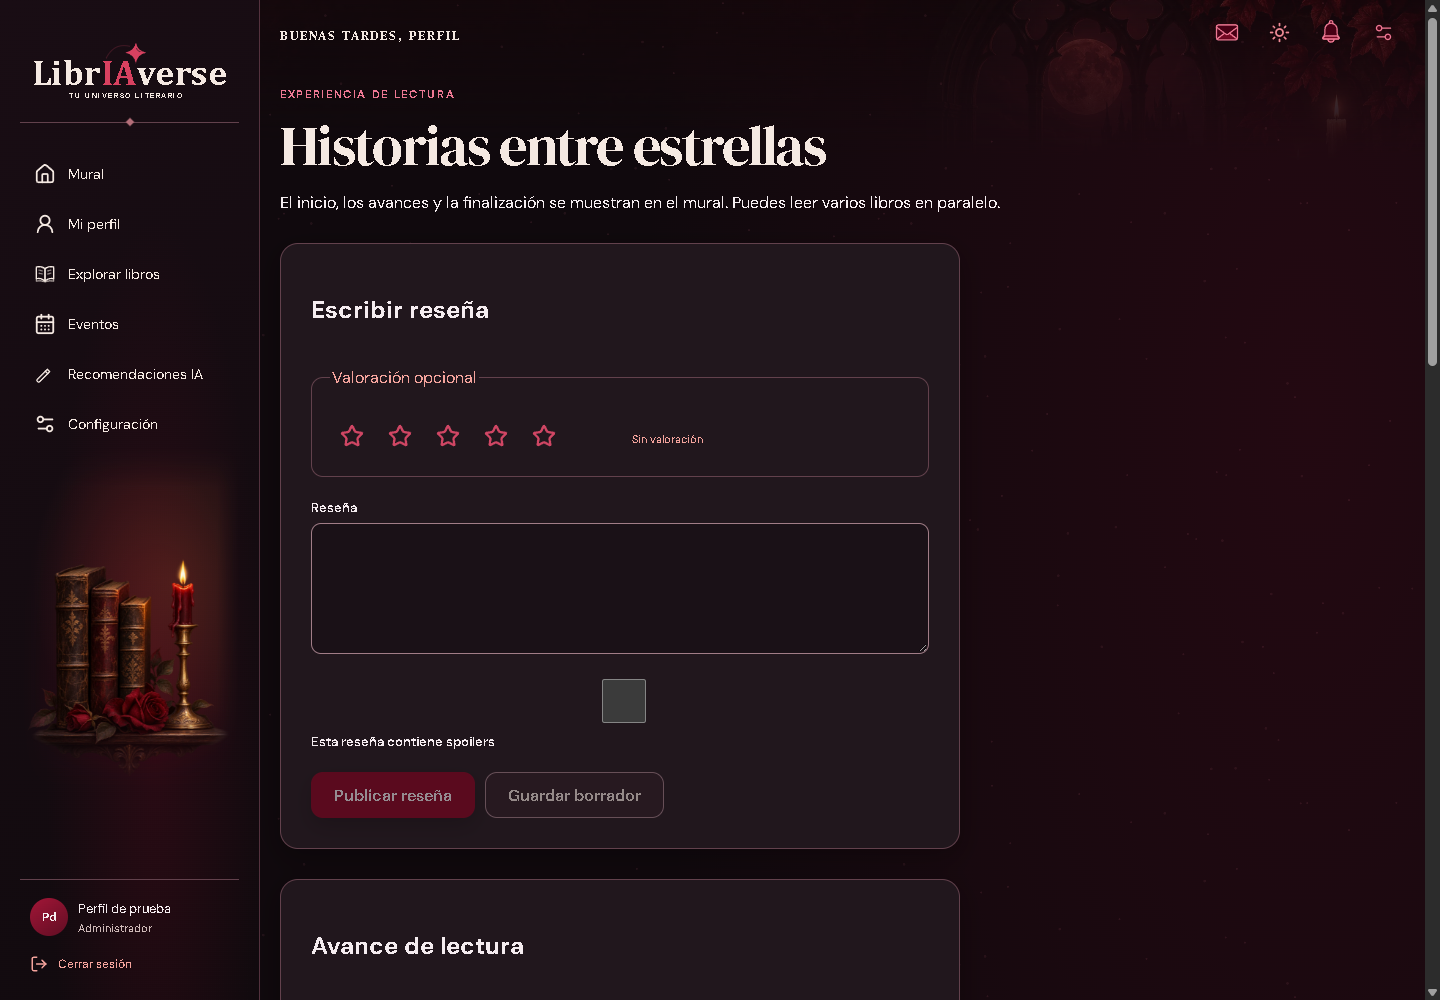 LibrIAverse
TU UNIVERSO LITERARIO
Mural
Mi perfil
Explorar libros
Eventos
Recomendaciones IA
Configuración
Pd
Perfil de prueba
Administrador
Cerrar sesión
BUENAS TARDES, PERFIL
EXPERIENCIA DE LECTURA
Historias entre estrellas
El inicio, los avances y la finalización se muestran en el mural. Puedes leer varios libros en paralelo.
Escribir reseña
Valoración opcional
Sin valoración
Reseña
Esta reseña contiene spoilers
Publicar reseña
Guardar borrador
Avance de lectura